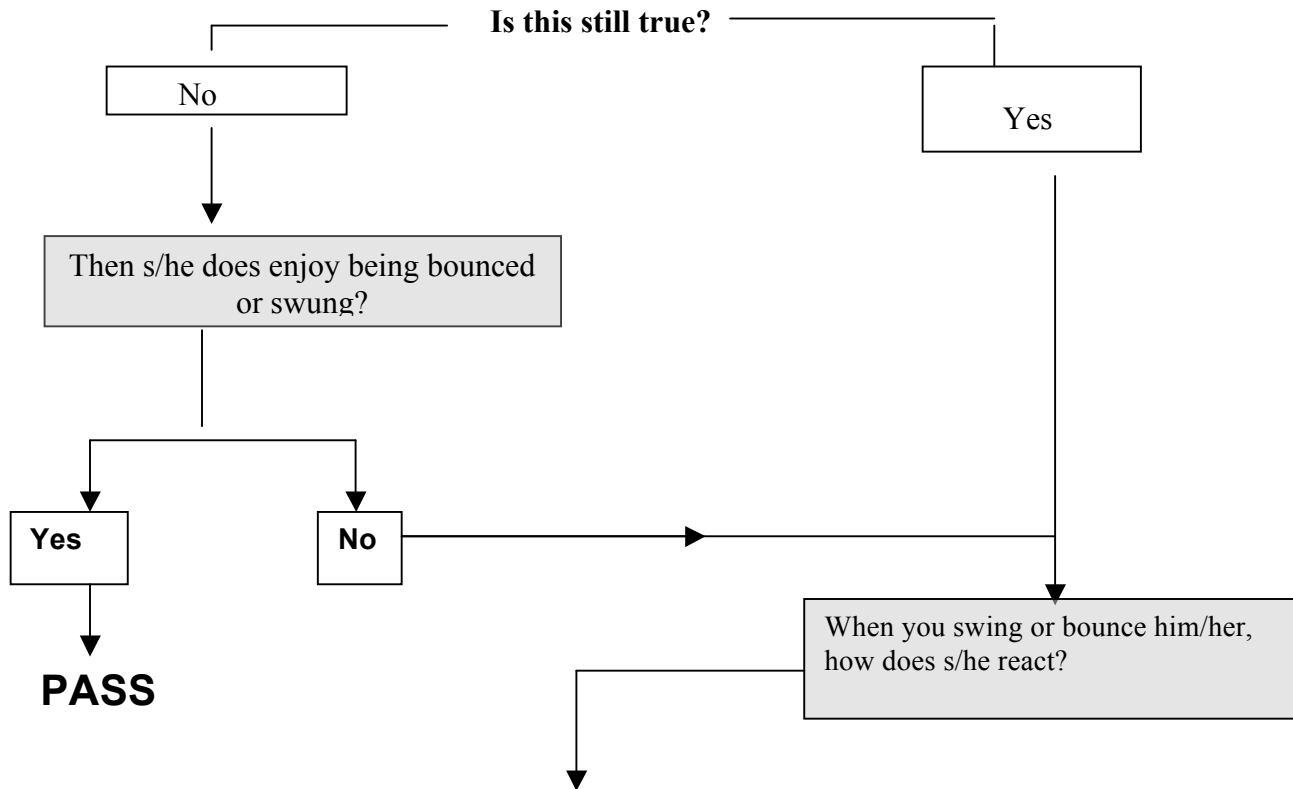 Is this still true?
No
Yes
Then s/he does enjoy being bounced
or swung?
Yes
No
When you swing or bounce him/her,
how does s/he react?
PASS